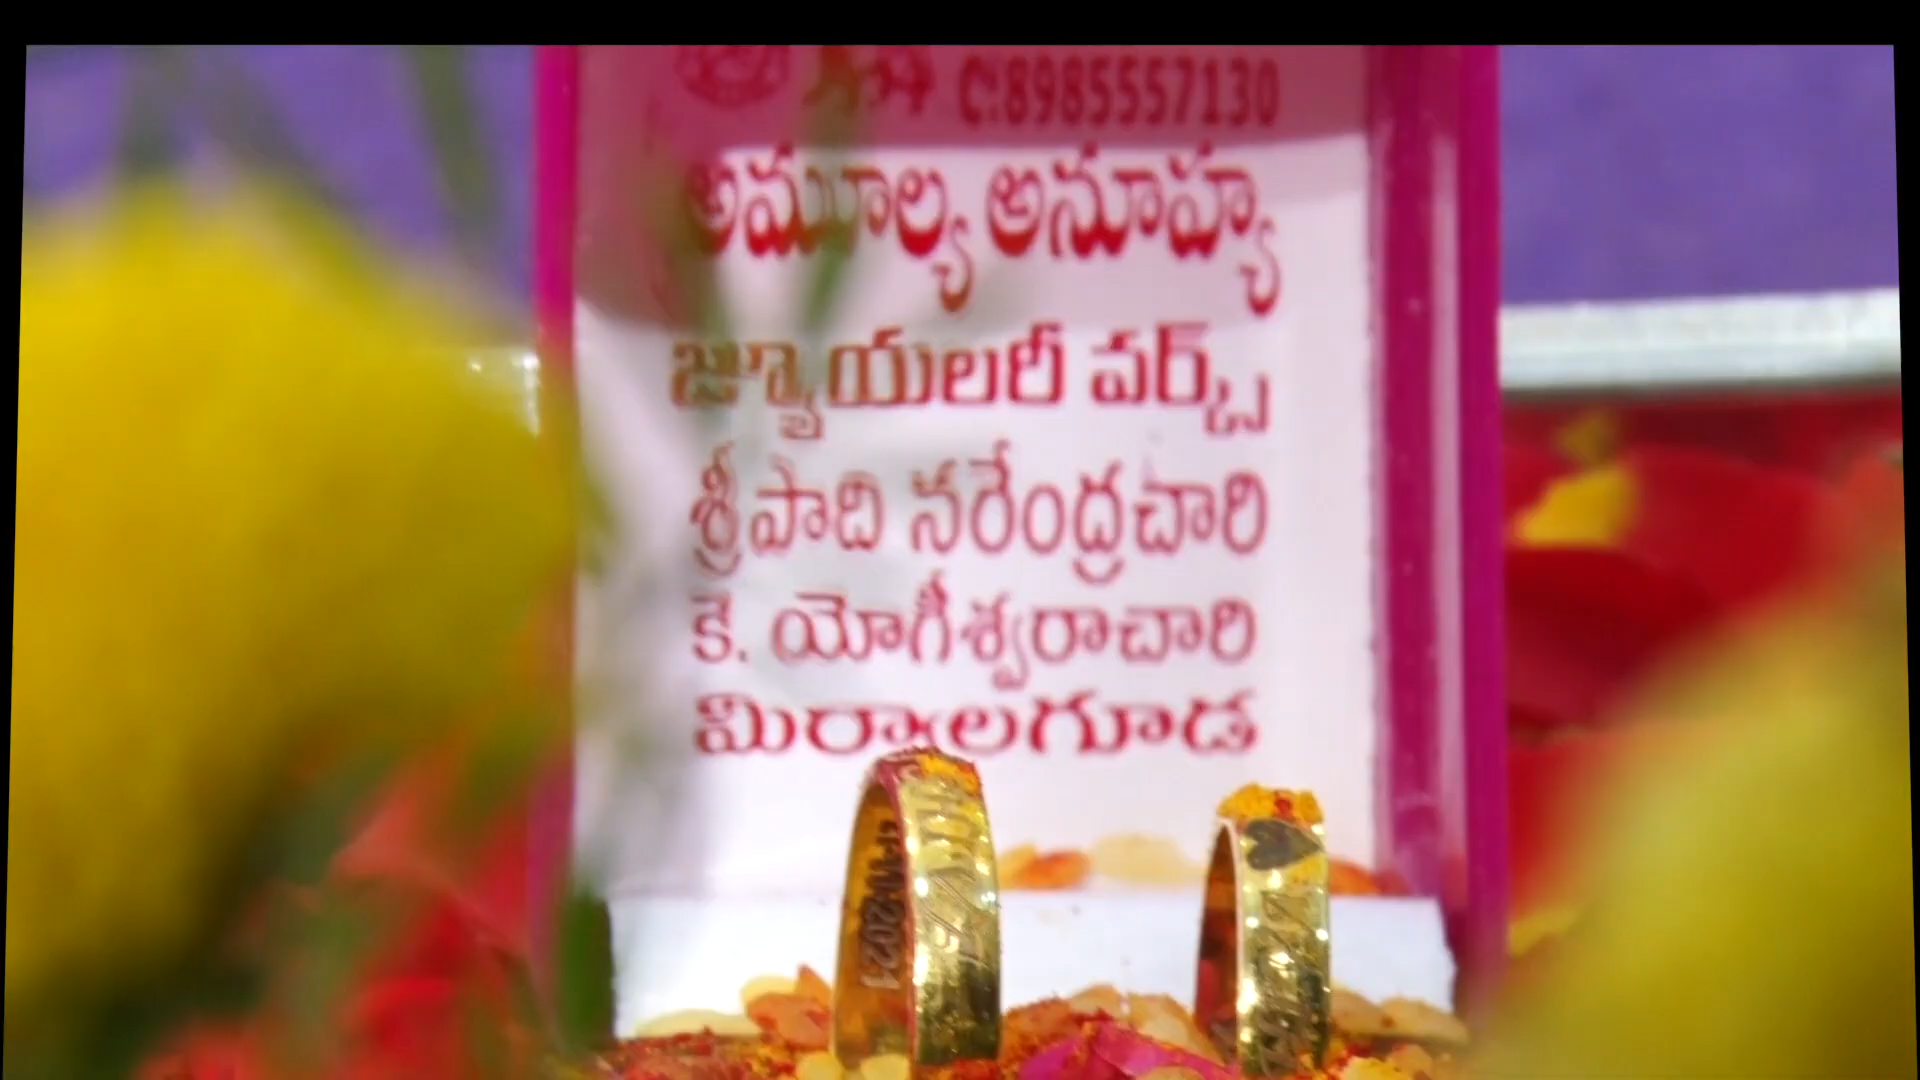 C:8985557130
అమూల్య అనూహ్య
జ్యూయలరీ వర్క్స్
శ్రీపాది నరేంద్రచారి
కే. యోగీశ్వరాచారి
మిర్యాలగూడ